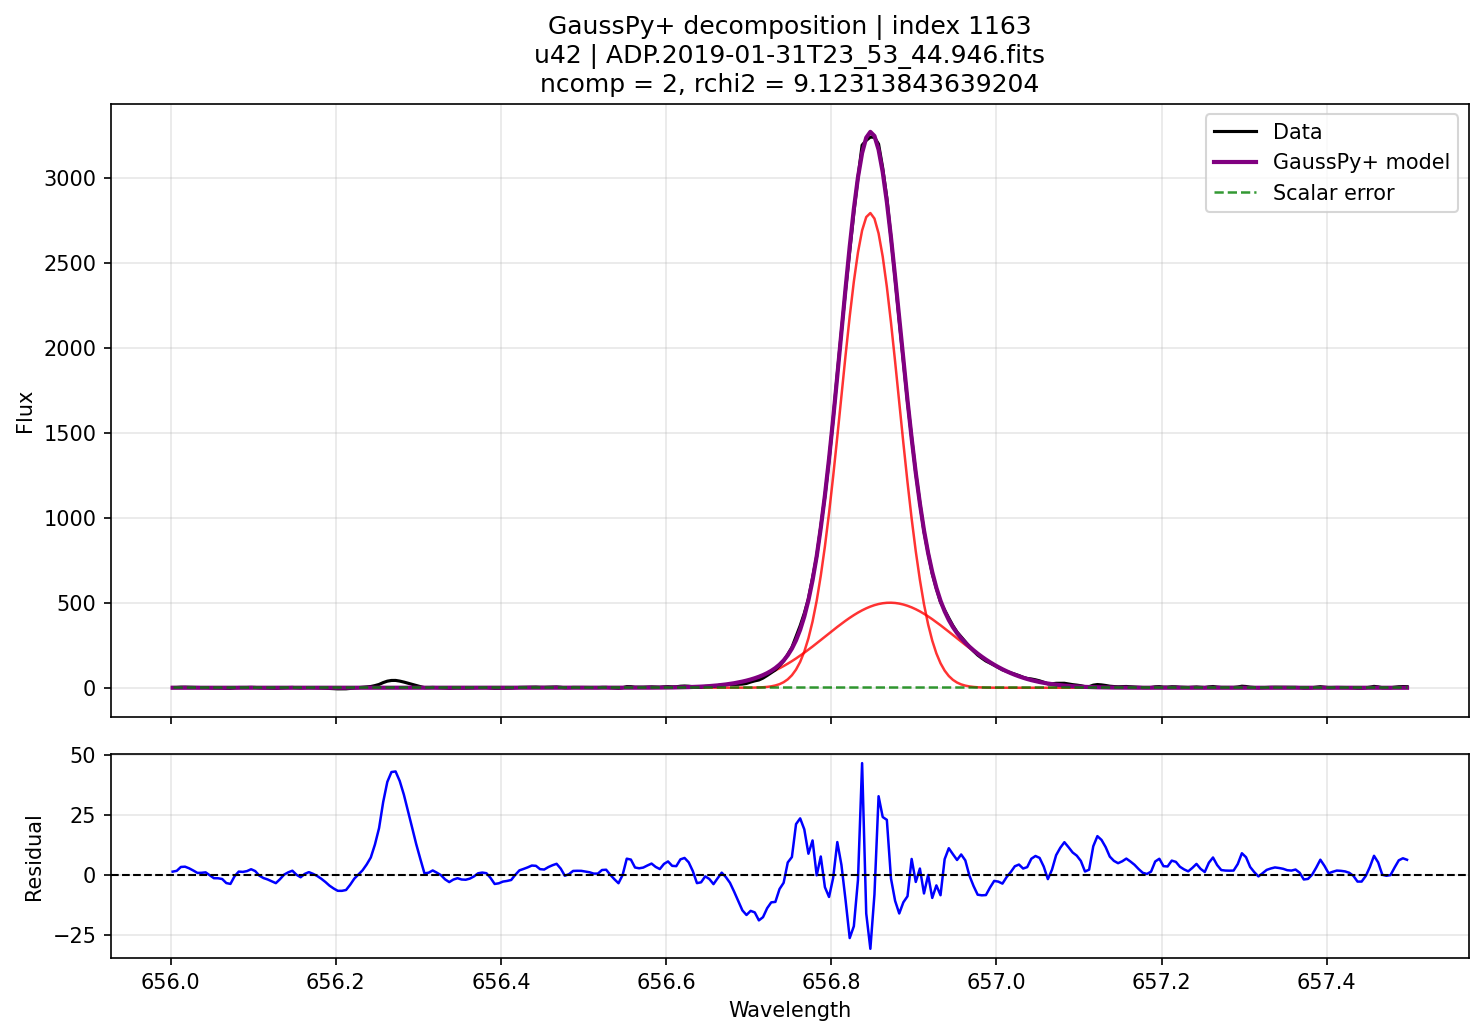 GaussPy+ decomposition | index 1163
u42 | ADP.2019-01-31T23_53_44.946.fits
ncomp = 2, rchi2 = 9.12313843639204
Data
GaussPy+ model
Scalar error
Flux
3000
2500
2000
1500
1000
500
0
Residual
50
25
0
−25
656.0
656.2
656.4
656.6
656.8
657.0
657.2
657.4
Wavelength